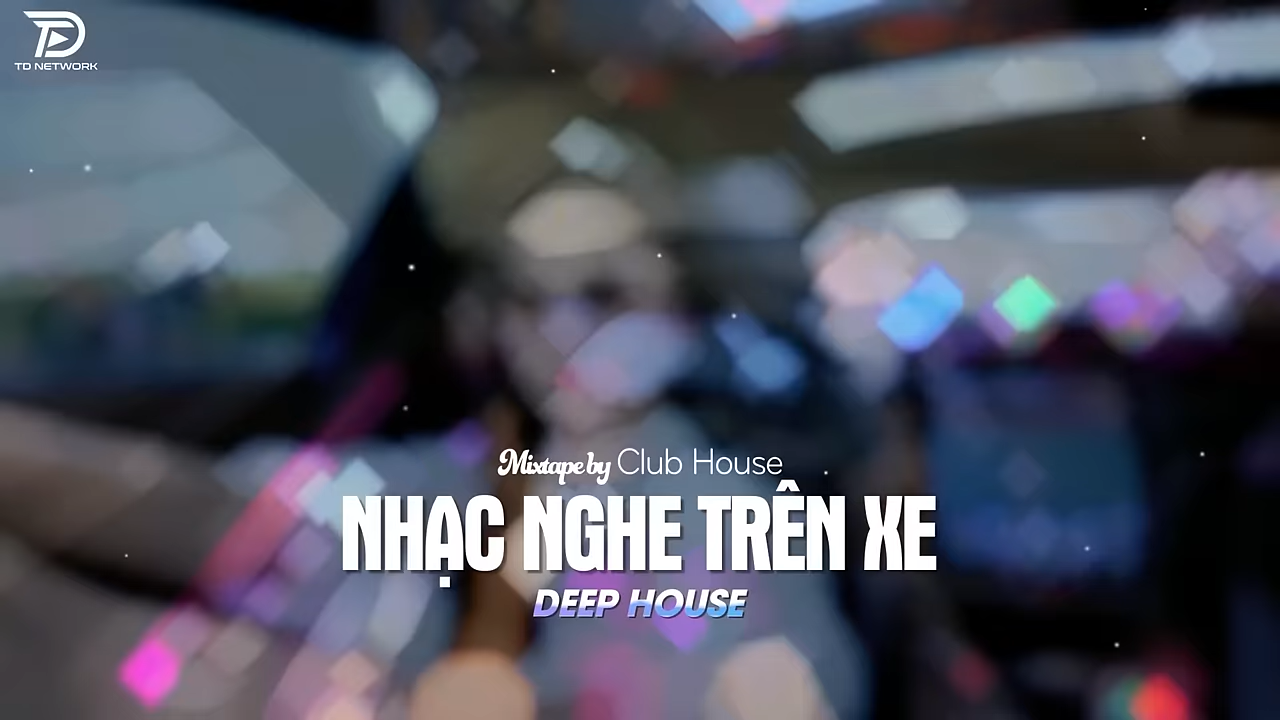 TD NETWORK
Mixtape by Club House
NHẠC NGHE TRÊN XE
DEEP HOUSE